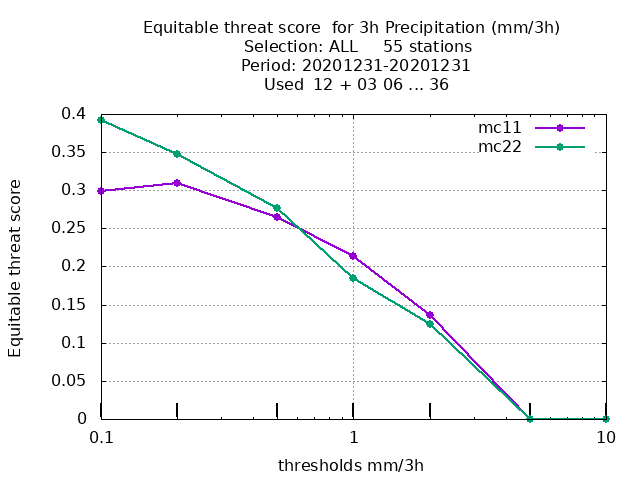 Equitable threat score  for 3h Precipitation (mm/3h)
Selection: ALL     55 stations
Period: 20201231-20201231
Used  12 + 03 06 ... 36
mc11
mc22
Equitable threat score
0.4
0.35
0.3
0.25
0.2
0.15
0.1
0.05
0
0.1 1 10
thresholds mm/3h